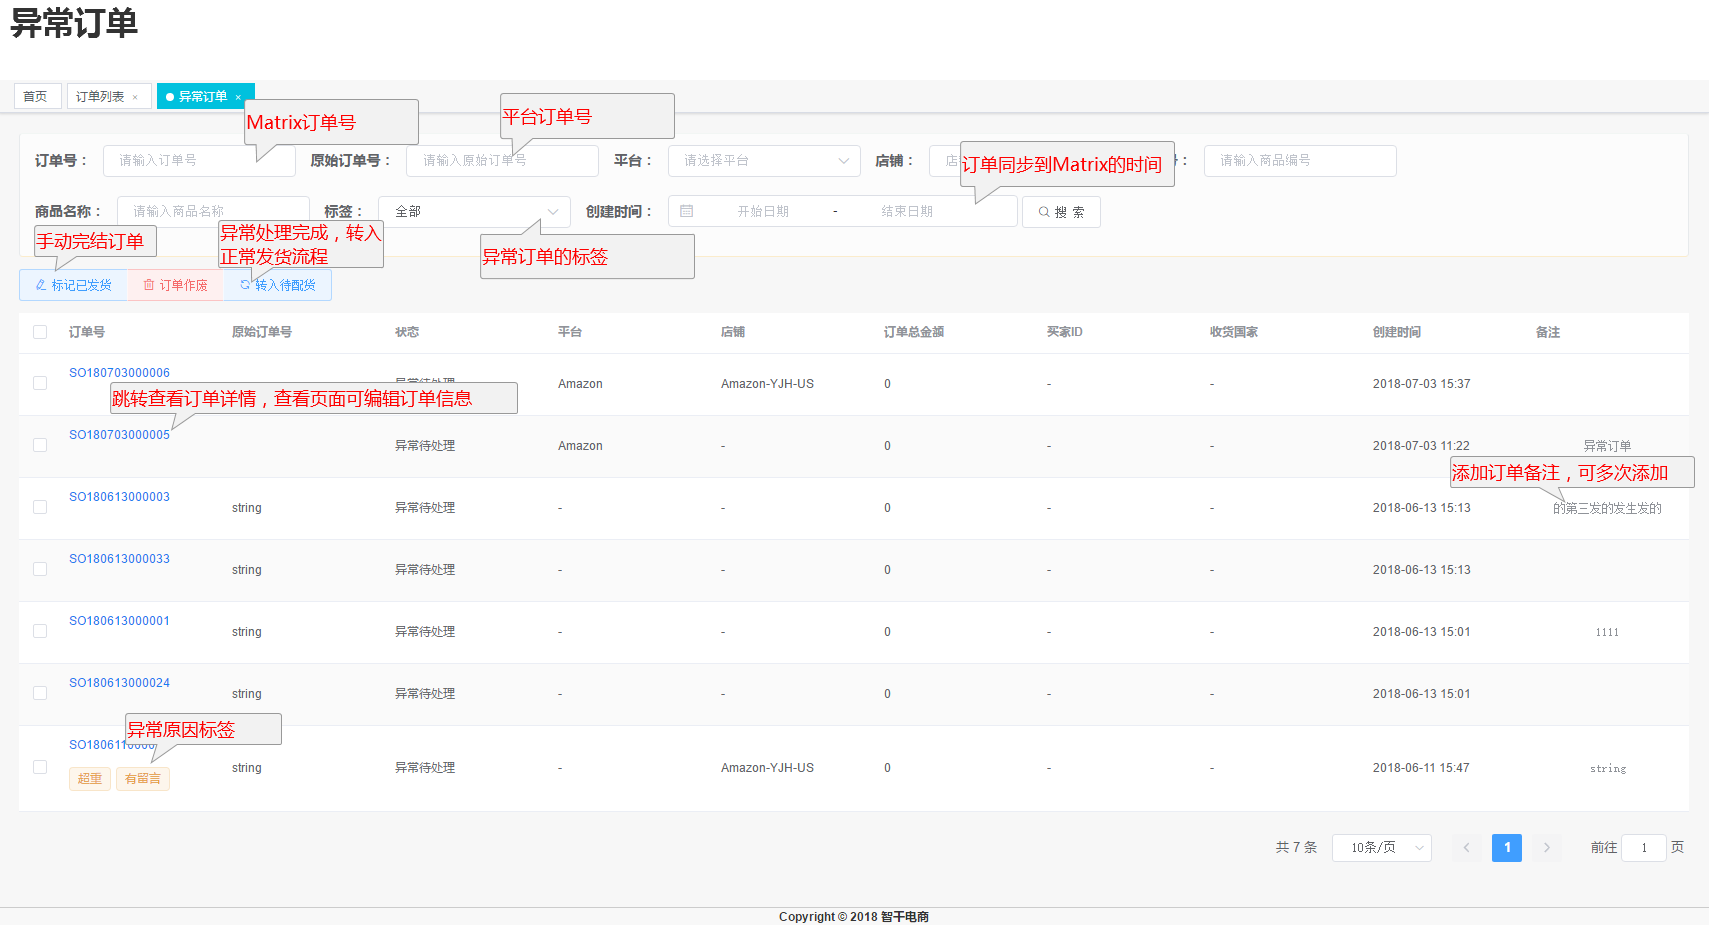 异常订单
首页
订单列表 ×
异常订单 ×
Matrix订单号
平台订单号
订单号：
请输入订单号
原始订单号：
请输入原始订单号
平台：
请选择平台
店铺：
订单同步到Matrix的时间
请输入商品编号
商品名称：
请输入商品名称
标签：
全部
创建时间：
开始日期
-
结束日期
搜 索
手动完结订单
异常处理完成，转入
正常发货流程
异常订单的标签
标记已发货
订单作废
转入待配货
订单号
原始订单号
状态
平台
店铺
订单总金额
买家ID
收货国家
创建时间
备注
SO180703000006
异常待处理
Amazon
Amazon-YJH-US
0
-
-
2018-07-03 15:37
跳转查看订单详情，查看页面可编辑订单信息
SO180703000005
异常待处理
Amazon
-
0
-
-
2018-07-03 11:22
异常订单
添加订单备注，可多次添加
SO180613000003
string
异常待处理
-
-
0
-
-
2018-06-13 15:13
的第三发的发生发的
SO180613000033
string
异常待处理
-
-
0
-
-
2018-06-13 15:13
SO180613000001
string
异常待处理
-
-
0
-
-
2018-06-13 15:01
1111
SO180613000024
string
异常待处理
-
-
0
-
-
2018-06-13 15:01
异常原因标签
string
异常待处理
-
Amazon-YJH-US
0
-
-
2018-06-11 15:47
string
超重
有留言
共 7 条
10条/页
1
前往 1 页
Copyright © 2018 智干电商